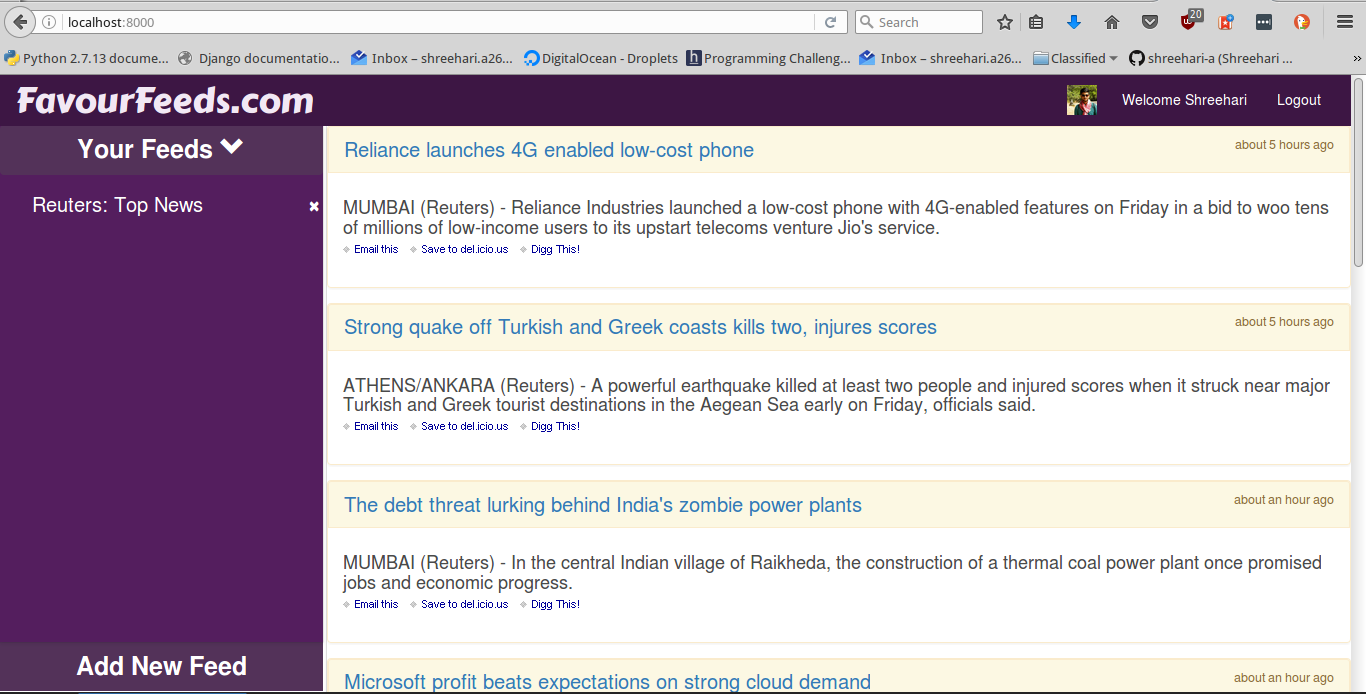 localhost:8000
Search
20
Python 2.7.13 docume...
Django documentatio...
Inbox – shreehari.a26...
DigitalOcean - Droplets
Programming Challeng...
Inbox – shreehari.a26...
Classified
shreehari-a (Shreehari ...
FavourFeeds.com
Welcome Shreehari
Logout
Your Feeds
Reuters: Top News
Add New Feed
Reliance launches 4G enabled low-cost phone
about 5 hours ago
MUMBAI (Reuters) - Reliance Industries launched a low-cost phone with 4G-enabled features on Friday in a bid to woo tens
of millions of low-income users to its upstart telecoms venture Jio's service.
Email this Save to del.icio.us Digg This!
Strong quake off Turkish and Greek coasts kills two, injures scores
about 5 hours ago
ATHENS/ANKARA (Reuters) - A powerful earthquake killed at least two people and injured scores when it struck near major
Turkish and Greek tourist destinations in the Aegean Sea early on Friday, officials said.
Email this Save to del.icio.us Digg This!
The debt threat lurking behind India's zombie power plants
about an hour ago
MUMBAI (Reuters) - In the central Indian village of Raikheda, the construction of a thermal coal power plant once promised
jobs and economic progress.
Email this Save to del.icio.us Digg This!
Microsoft profit beats expectations on strong cloud demand
about an hour ago